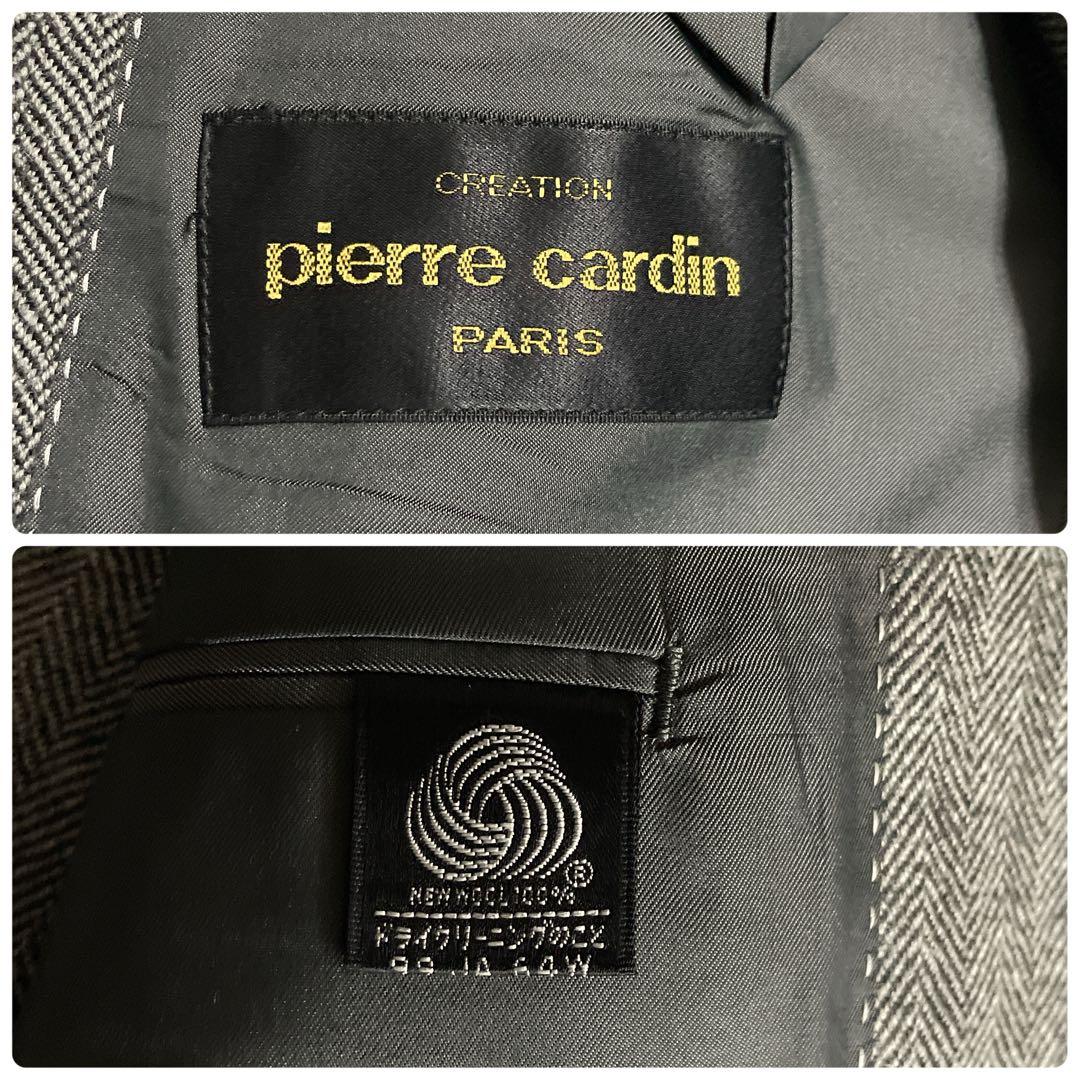 CREATION
pierre cardin
PARIS
®
NEW WOOL 100%
ドライクリーニングのこと